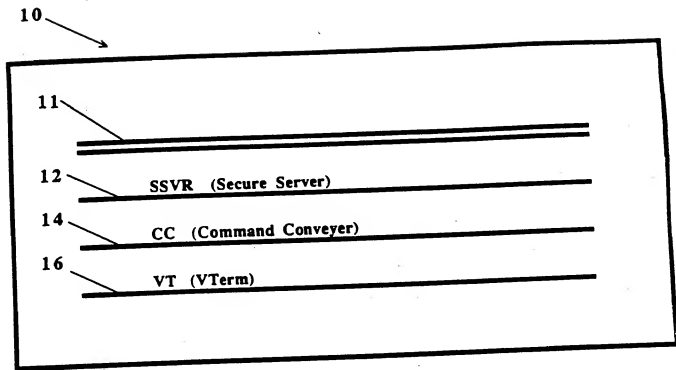 10
11
12
SSVR (Secure Server)
14
CC (Command Conveyer)
16
VT (VTerm)